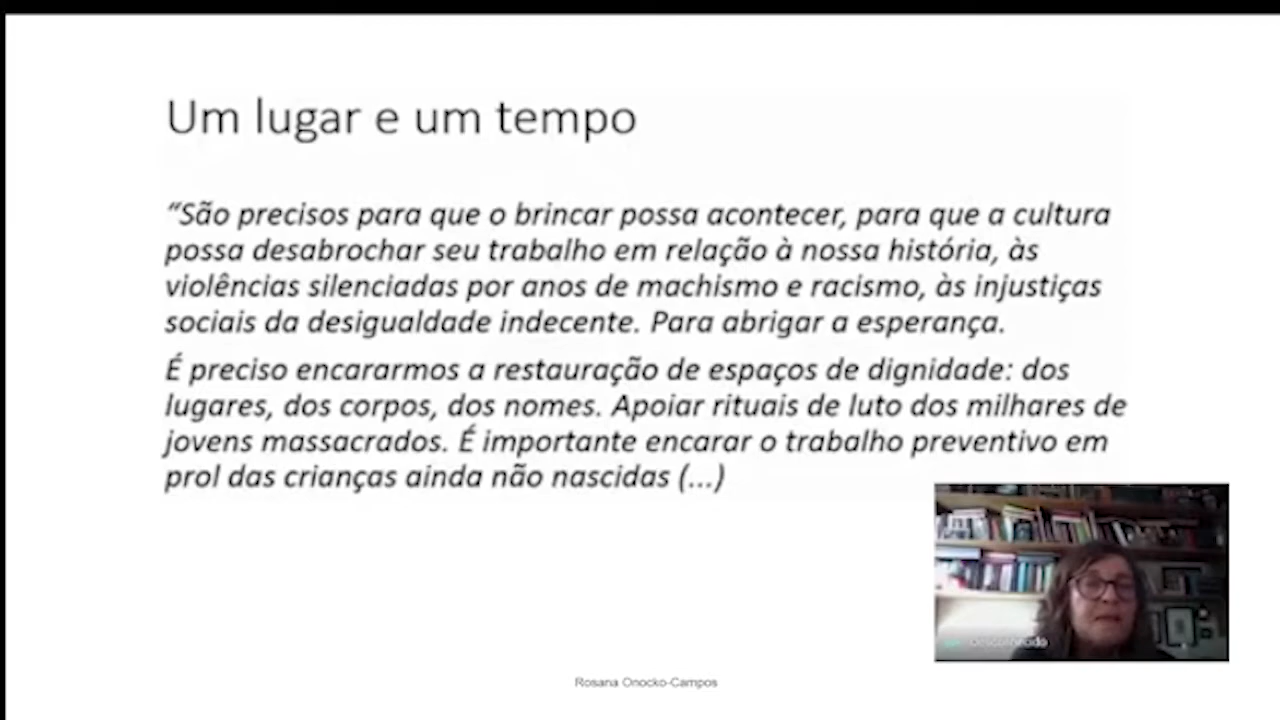 Um lugar e um tempo
“São precisos para que o brincar possa acontecer, para que a cultura
possa desabrochar seu trabalho em relação à nossa história, às
violências silenciadas por anos de machismo e racismo, às injustiças
sociais da desigualdade indecente. Para abrigar a esperança.
É preciso encararmos a restauração de espaços de dignidade: dos
lugares, dos corpos, dos nomes. Apoiar rituais de luto dos milhares de
jovens massacrados. É importante encarar o trabalho preventivo em
prol das crianças ainda não nascidas (...)
Rosana Onocko-Campos